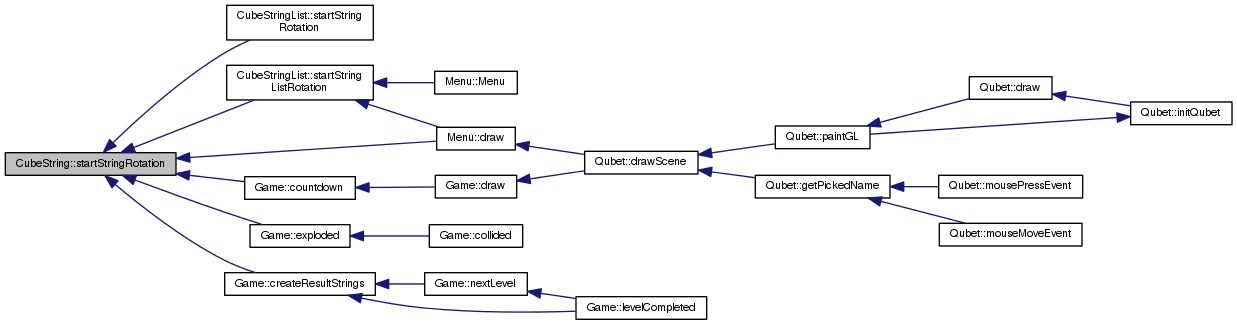 CubeString::startStringRotation
CubeStringList::startString
Rotation
CubeStringList::startString
ListRotation
Menu::Menu
Menu::draw
Game::countdown
Game::draw
Game::exploded
Game::collided
Game::createResultStrings
Game::nextLevel
Game::levelCompleted
Qubet::drawScene
Qubet::paintGL
Qubet::draw
Qubet::initQubet
Qubet::getPickedName
Qubet::mousePressEvent
Qubet::mouseMoveEvent